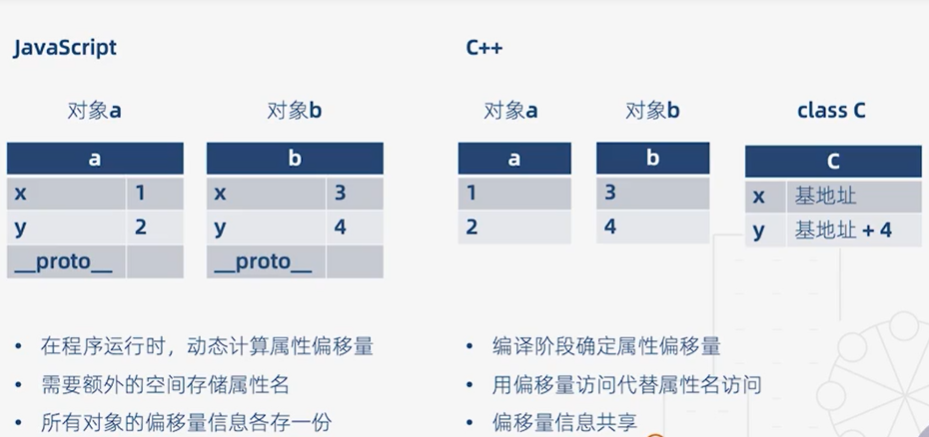 JavaScript
对象a
对象b
a
x 1
y 2
__proto__
b
x 3
y 4
__proto__
• 在程序运行时，动态计算属性偏移量
• 需要额外的空间存储属性名
• 所有对象的偏移量信息各存一份
C++
对象a
对象b
class C
a
1
2
b
3
4
C
x 基地址
y 基地址 + 4
• 编译阶段确定属性偏移量
• 用偏移量访问代替属性名访问
• 偏移量信息共享